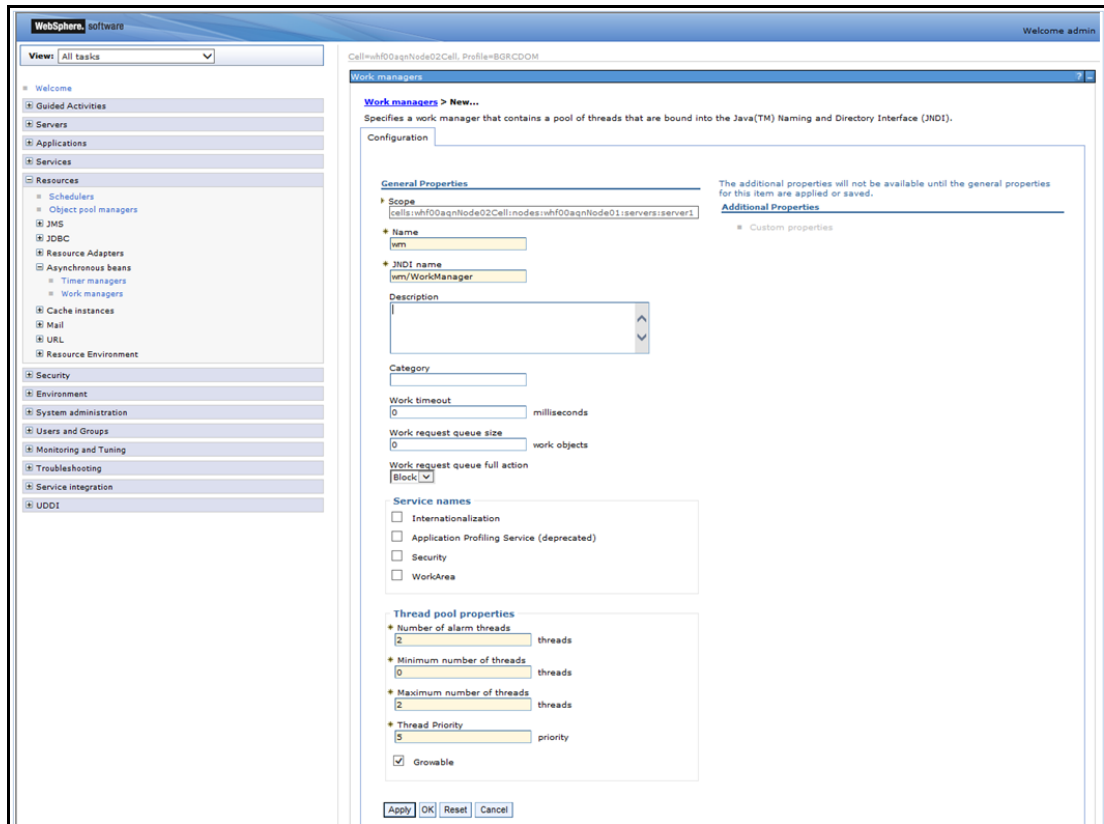 WebSphere. software
Welcome admin
View: All tasks
Cell=whf00aqnNode02Cell, Profile=BGRCDOM
Work managers
? -
Welcome
Guided Activities
Servers
Applications
Services
Resources
Schedulers
Object pool managers
JMS
JDBC
Resource Adapters
Asynchronous beans
Timer managers
Work managers
Cache instances
Mail
URL
Resource Environment
Security
Environment
System administration
Users and Groups
Monitoring and Tuning
Troubleshooting
Service integration
UDDI
Work managers > New...
Specifies a work manager that contains a pool of threads that are bound into the Java(TM) Naming and Directory Interface (JNDI).
Configuration
General Properties
Scope
cells:whf00aqnNode02Cell:nodes:whf00aqnNode01:servers:server1
Name
wm
JNDI name
wm/WorkManager
Description
Category
Work timeout
0 milliseconds
Work request queue size
0 work objects
Work request queue full action
Block
Service names
Internationalization
Application Profiling Service (deprecated)
Security
WorkArea
Thread pool properties
Number of alarm threads
2 threads
Minimum number of threads
0 threads
Maximum number of threads
2 threads
Thread Priority
5 priority
Growable
Apply OK Reset Cancel
The additional properties will not be available until the general properties
for this item are applied or saved.
Additional Properties
Custom properties